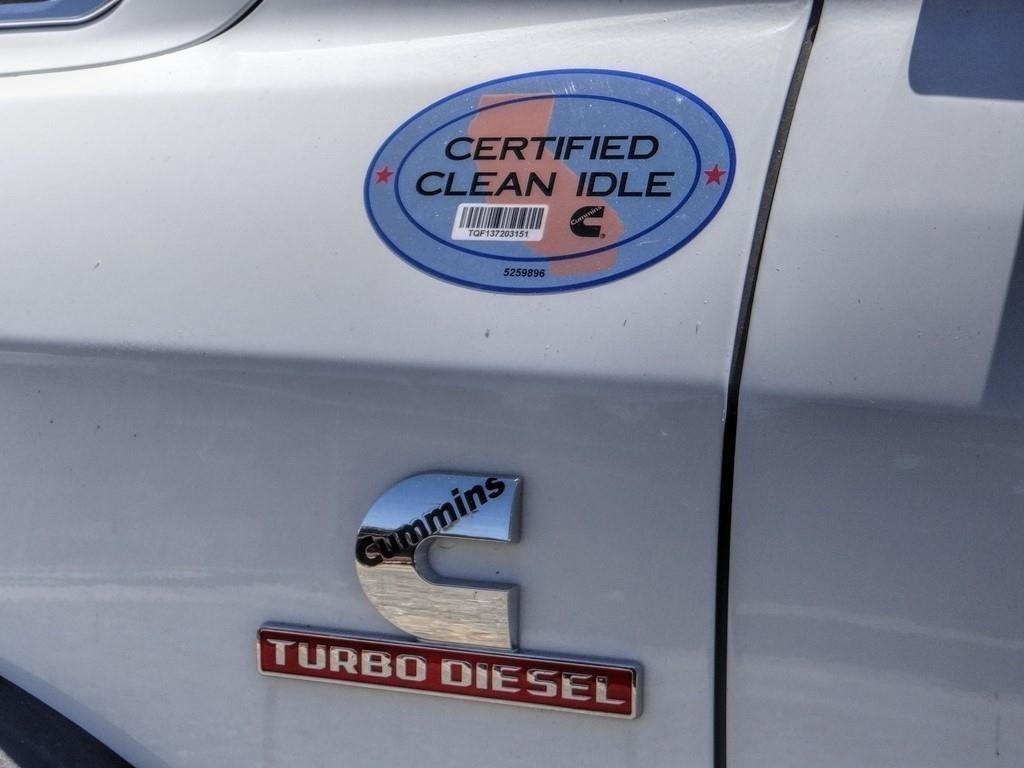 CERTIFIED
CLEAN IDLE
TQF137203151
Cummins
5259896
Cummins
TURBO DIESEL